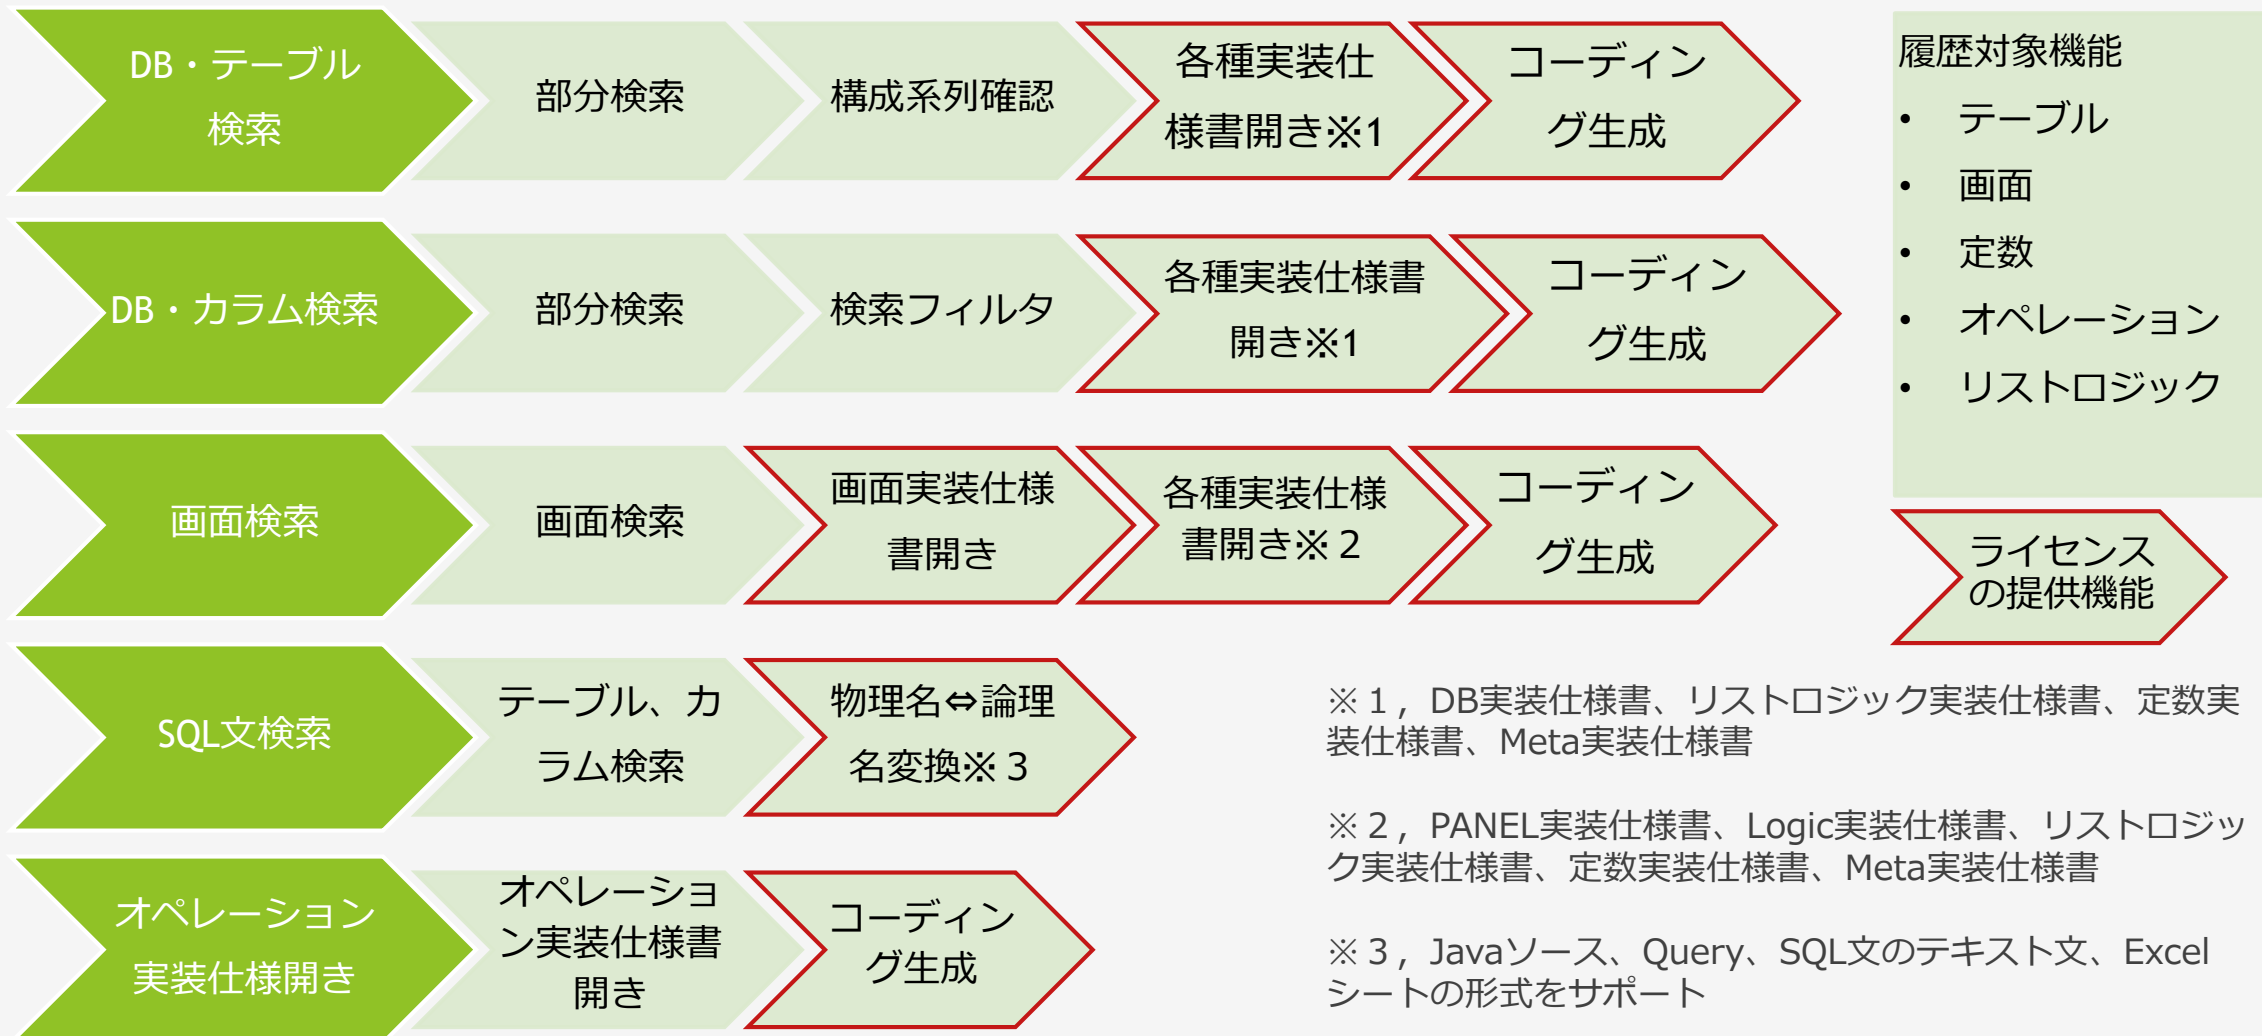 DB・テーブル
検索
部分検索
構成系列確認
各種実装仕
様書開き※1
コーディン
グ生成
DB・カラム検索
部分検索
検索フィルタ
各種実装仕様書
開き※1
コーディン
グ生成
画面検索
画面検索
画面実装仕様
書開き
各種実装仕様
書開き※２
コーディン
グ生成
SQL文検索
テーブル、カ
ラム検索
物理名⇔論理
名変換※３
オペレーション
実装仕様開き
オペレーショ
ン実装仕様書
開き
コーディン
グ生成
履歴対象機能
• テーブル
• 画面
• 定数
• オペレーション
• リストロジック
ライセンス
の提供機能
※１，DB実装仕様書、リストロジック実装仕様書、定数実
装仕様書、Meta実装仕様書
※２，PANEL実装仕様書、Logic実装仕様書、リストロジッ
ク実装仕様書、定数実装仕様書、Meta実装仕様書
※３，Javaソース、Query、SQL文のテキスト文、Excel
シートの形式をサポート